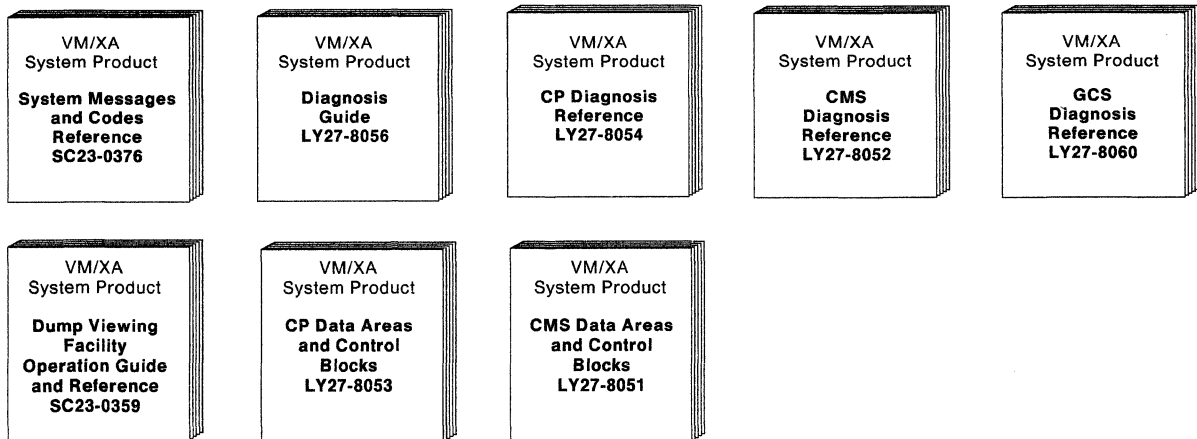 VM/XA
System Product
System Messages
and Codes
Reference
SC23-0376
VM/XA
System Product
Diagnosis
Guide
LY27-8056
VM/XA
System Product
CP Diagnosis
Reference
LY27-8054
VM/XA
System Product
CMS
Diagnosis
Reference
LY27-8052
VM/XA
System Product
GCS
Diagnosis
Reference
LY27-8060
VM/XA
System Product
Dump Viewing
Facility
Operation Guide
and Reference
SC23-0359
VM/XA
System Product
CP Data Areas
and Control
Blocks
LY27-8053
VM/XA
System Product
CMS Data Areas
and Control
Blocks
LY27-8051